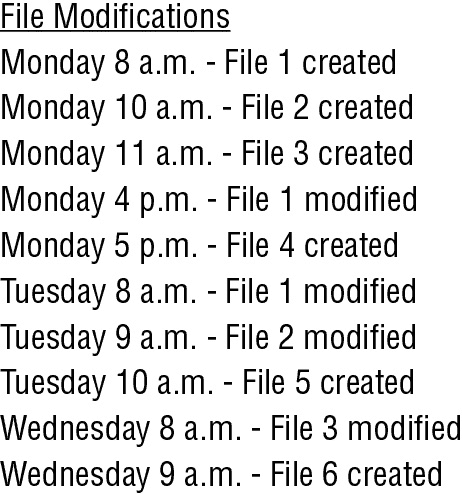 File Modifications
Monday 8 a.m. - File 1 created
Monday 10 a.m. - File 2 created
Monday 11 a.m. - File 3 created
Monday 4 p.m. - File 1 modified
Monday 5 p.m. - File 4 created
Tuesday 8 a.m. - File 1 modified
Tuesday 9 a.m. - File 2 modified
Tuesday 10 a.m. - File 5 created
Wednesday 8 a.m. - File 3 modified
Wednesday 9 a.m. - File 6 created